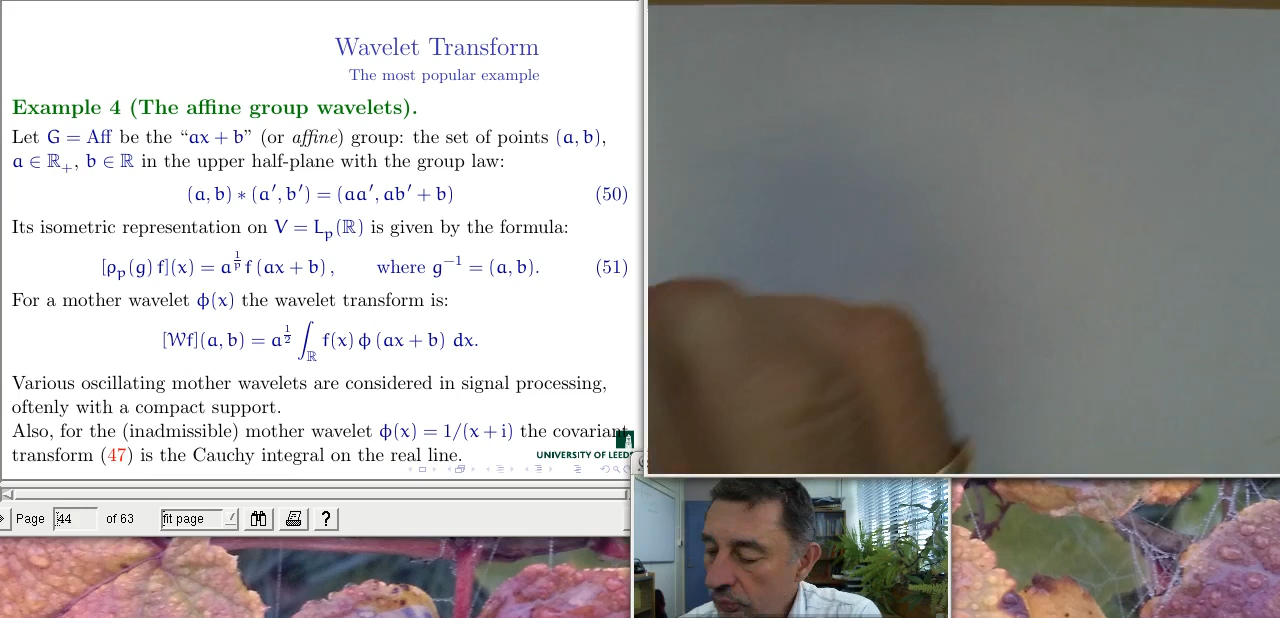 Wavelet Transform
The most popular example
Example 4 (The affine group wavelets).
Let G = Aff be the “ax + b” (or affine) group: the set of points (a, b),
a ∈ ℝ₊, b ∈ ℝ in the upper half-plane with the group law:
(a, b) ∗ (a′, b′) = (aa′, ab′ + b) (50)
Its isometric representation on V = Lₚ(ℝ) is given by the formula:
[ρₚ(g) f](x) = a^{1/p} f (ax + b) , where g⁻¹ = (a, b). (51)
For a mother wavelet ϕ(x) the wavelet transform is:
[𝒲f](a, b) = a^{1/2} ∫_ℝ f(x) ϕ (ax + b) dx.
Various oscillating mother wavelets are considered in signal processing,
oftenly with a compact support.
Also, for the (inadmissible) mother wavelet ϕ(x) = 1/(x + i) the covariant
transform (47) is the Cauchy integral on the real line.
UNIVERSITY OF LEEDS
Page 44 of 63 fit page ?